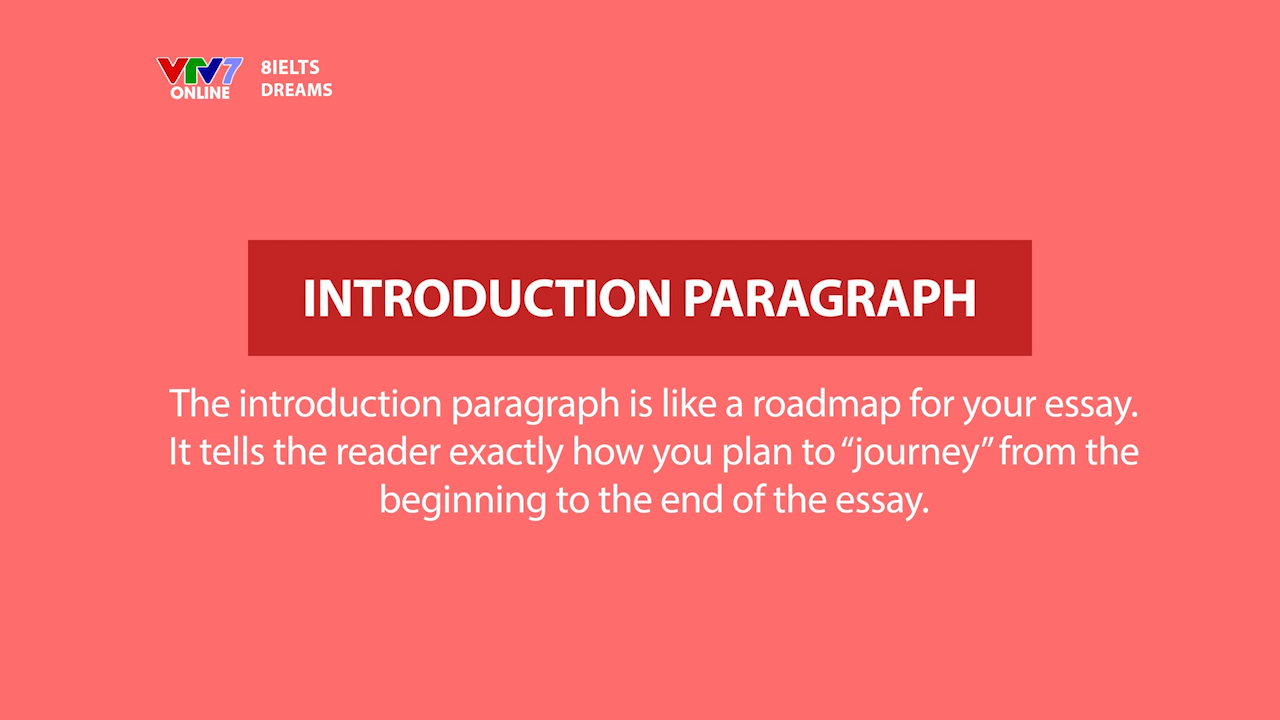 VTV7
ONLINE
8IELTS
DREAMS
INTRODUCTION PARAGRAPH
The introduction paragraph is like a roadmap for your essay.
It tells the reader exactly how you plan to “journey” from the
beginning to the end of the essay.